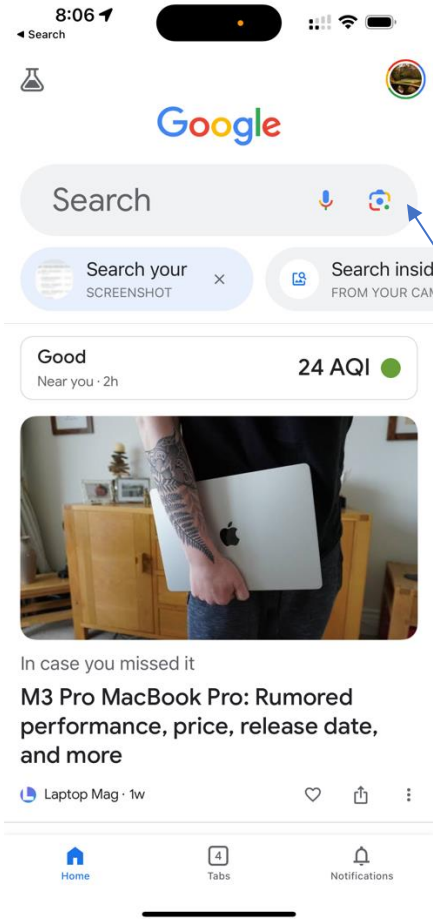 8:06
◀ Search
Google
Search
Search your
SCREENSHOT
Search insid
FROM YOUR CAM
Good
Near you · 2h
24 AQI
In case you missed it
M3 Pro MacBook Pro: Rumored
performance, price, release date,
and more
L Laptop Mag · 1w
4
Home
Tabs
Notifications